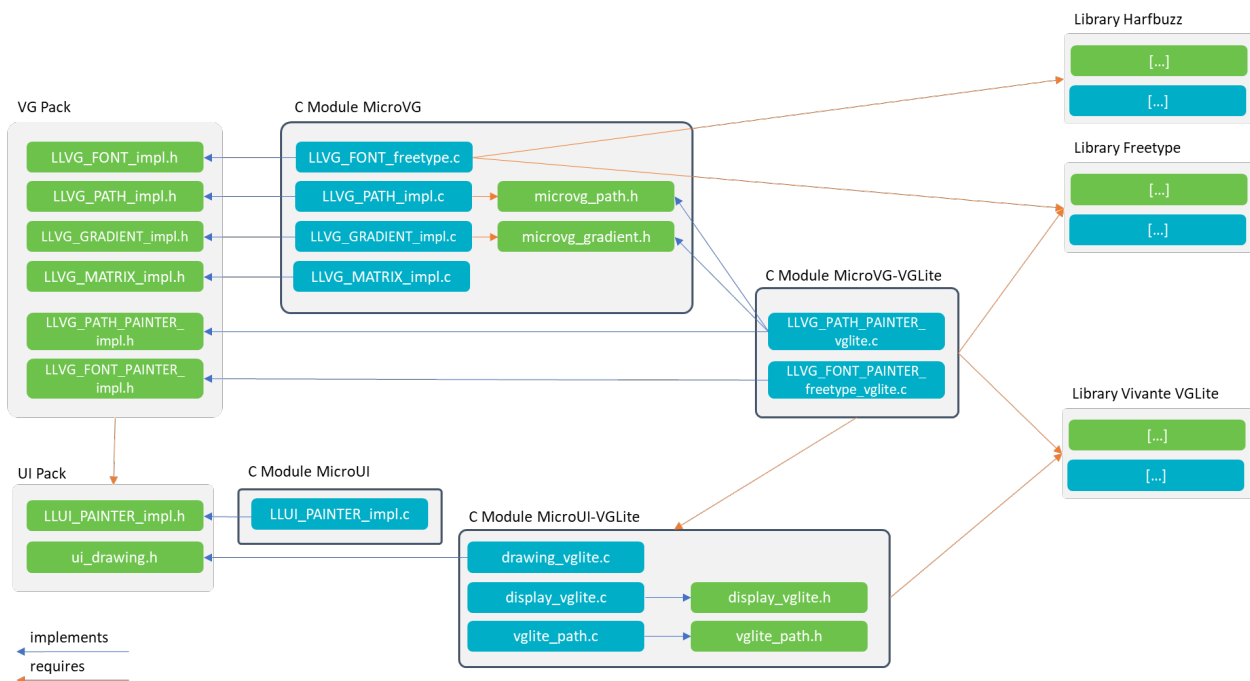 Library Harfbuzz
[...]
[...]
VG Pack
C Module MicroVG
LLVG_FONT_impl.h
LLVG_FONT_freetype.c
Library Freetype
LLVG_PATH_impl.h
LLVG_PATH_impl.c
microvg_path.h
[...]
LLVG_GRADIENT_impl.h
LLVG_GRADIENT_impl.c
microvg_gradient.h
[...]
LLVG_MATRIX_impl.h
LLVG_MATRIX_impl.c
C Module MicroVG-VGLite
LLVG_PATH_PAINTER_
impl.h
LLVG_PATH_PAINTER_
vglite.c
LLVG_FONT_PAINTER_
impl.h
LLVG_FONT_PAINTER_
freetype_vglite.c
Library Vivante VGLite
[...]
[...]
UI Pack
C Module MicroUI
LLUI_PAINTER_impl.h
LLUI_PAINTER_impl.c
C Module MicroUI-VGLite
ui_drawing.h
drawing_vglite.c
display_vglite.c
display_vglite.h
vglite_path.c
vglite_path.h
implements
requires